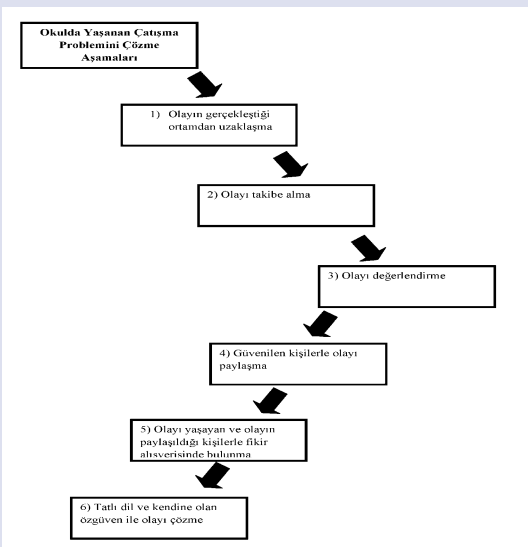 Okulda Yaşanan Çatışma
Problemini Çözme
Aşamaları
1) Olayın gerçekleştiği
ortamdan uzaklaşma
2) Olayı takibe alma
3) Olayı değerlendirme
4) Güvenilen kişilerle olayı
paylaşma
5) Olayı yaşayan ve olayın
paylaşıldığı kişilerle fikir
alısverisinde bulunma
6) Tatlı dil ve kendine olan
özgüven ile olayı çözme